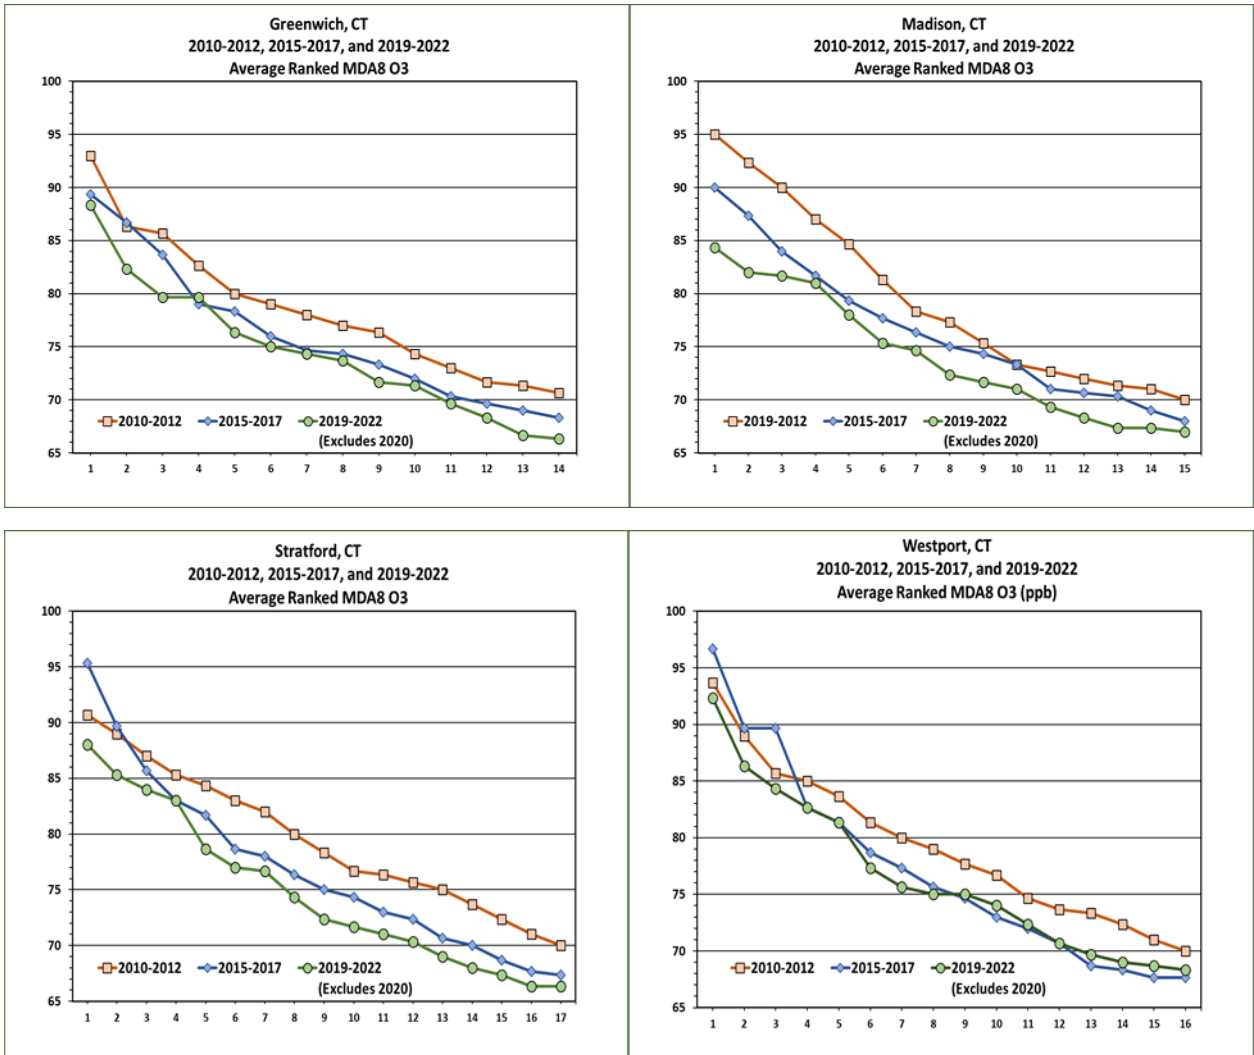 Greenwich, CT
2010-2012, 2015-2017, and 2019-2022
Average Ranked MDA8 O3
100
95
90
85
80
75
70
65
2010-2012 2015-2017 2019-2022
(Excludes 2020)
1 2 3 4 5 6 7 8 9 10 11 12 13 14
Madison, CT
2010-2012, 2015-2017, and 2019-2022
Average Ranked MDA8 O3
100
95
90
85
80
75
70
65
2019-2012 2015-2017 2019-2022
(Excludes 2020)
1 2 3 4 5 6 7 8 9 10 11 12 13 14 15
Stratford, CT
2010-2012, 2015-2017, and 2019-2022
Average Ranked MDA8 O3
100
95
90
85
80
75
70
65
2010-2012 2015-2017 2019-2022
(Excludes 2020)
1 2 3 4 5 6 7 8 9 10 11 12 13 14 15 16 17
Westport, CT
2010-2012, 2015-2017, and 2019-2022
Average Ranked MDA8 O3 (ppb)
100
95
90
85
80
75
70
65
2010-2012 2015-2017 2019-2022
(Excludes 2020)
1 2 3 4 5 6 7 8 9 10 11 12 13 14 15 16